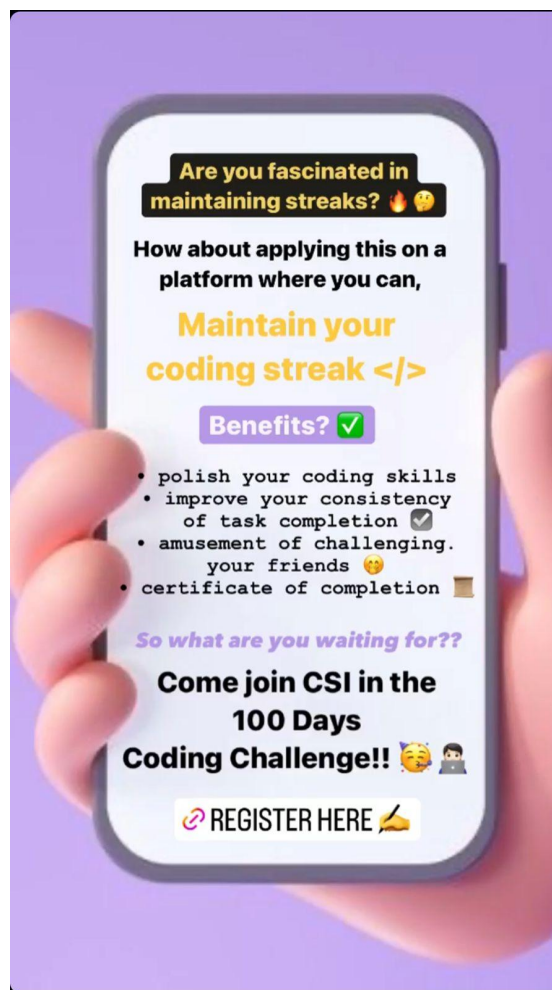 Are you fascinated in
maintaining streaks? 🔥🤔
How about applying this on a
platform where you can,
Maintain your
coding streak </>
Benefits? ✅
• polish your coding skills
• improve your consistency
of task completion ☑️
• amusement of challenging.
your friends 🤭
• certificate of completion 📜
So what are you waiting for??
Come join CSI in the
100 Days
Coding Challenge!! 🥳👨🏻‍💻
REGISTER HERE ✍️